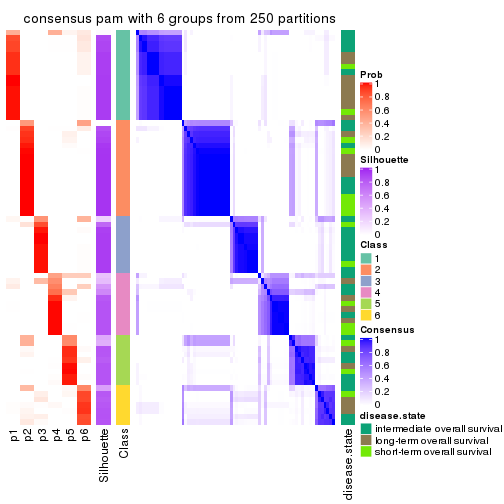 consensus pam with 6 groups from 250 partitions
Prob
1
0.8
0.6
0.4
0.2
0
Silhouette
1
0.8
0.6
0.4
0.2
0
Class
1
2
3
4
5
6
Consensus
1
0.8
0.6
0.4
0.2
0
disease.state
intermediate overall survival
long-term overall survival
short-term overall survival
p1
p2
p3
p4
p5
p6
Silhouette
Class
disease.state